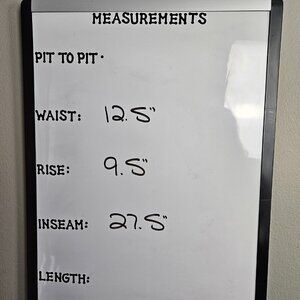 MEASUREMENTS
PIT TO PIT:
WAIST: 12.5"
RISE: 9.5"
INSEAM: 27.5"
LENGTH: